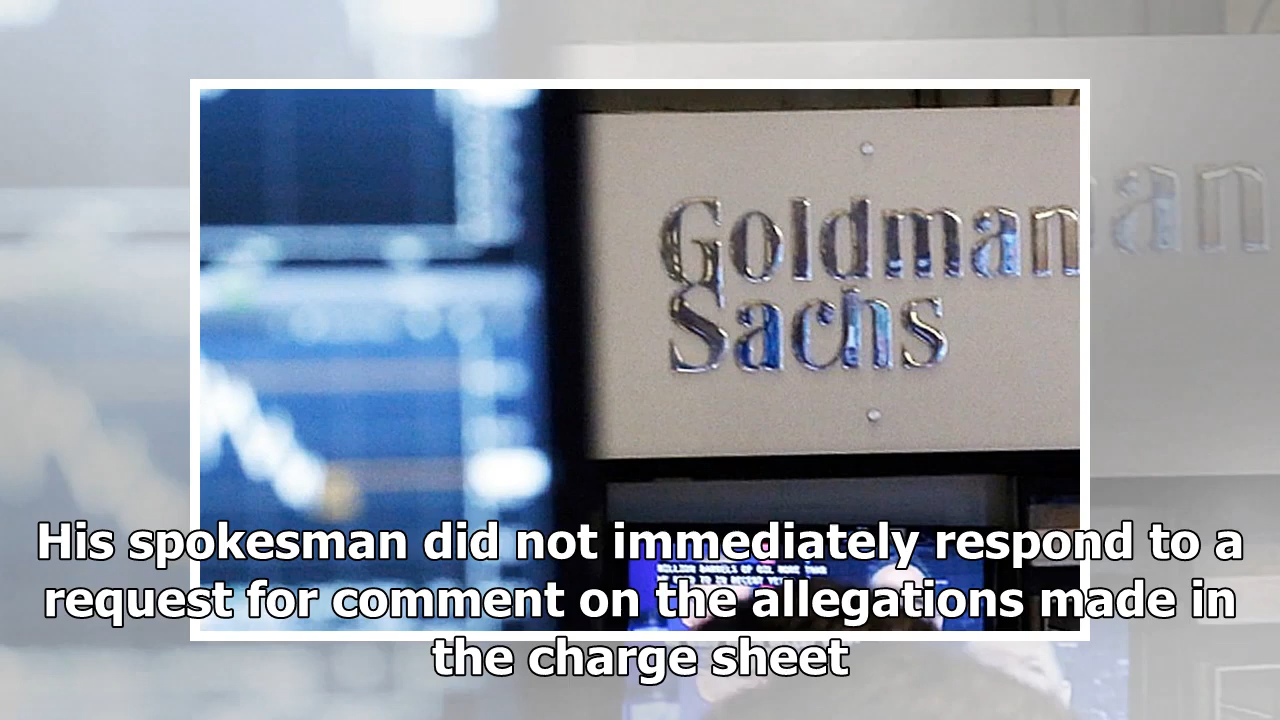 Goldman
Sachs
an
His spokesman did not immediately respond to a
request for comment on the allegations made in
the charge sheet